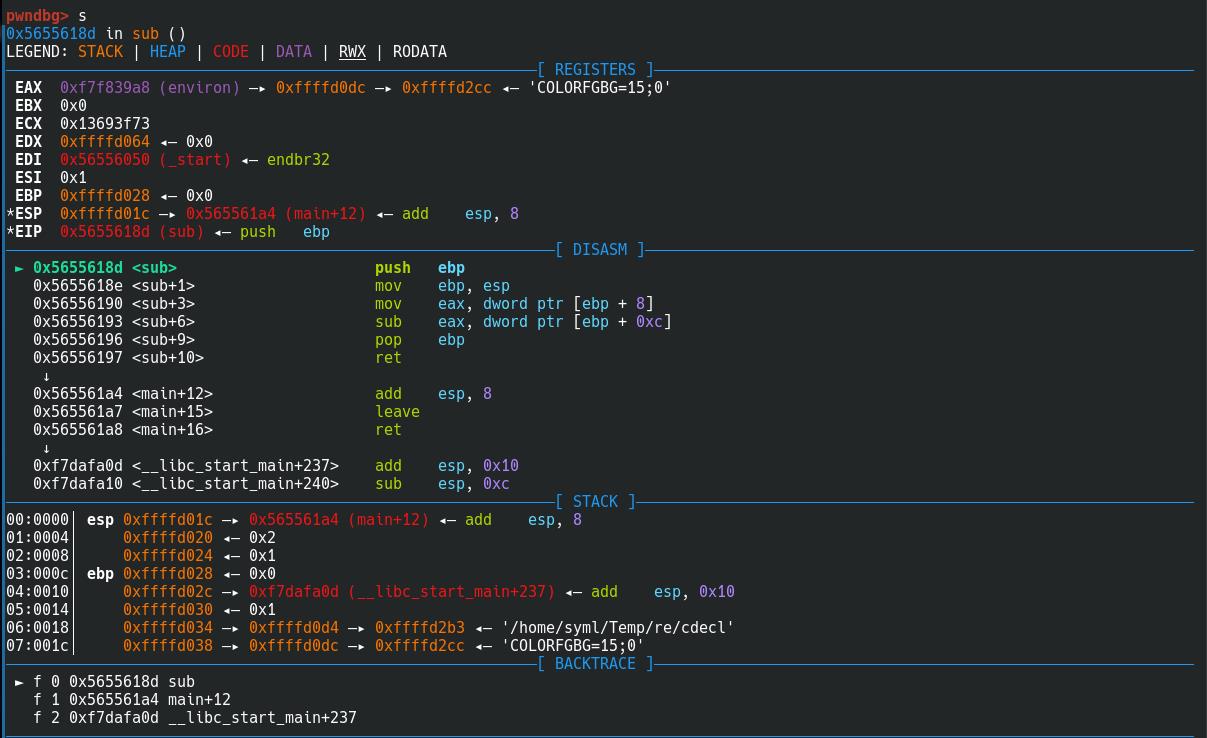 pwndbg> s
0x5655618d in sub ()
LEGEND: STACK | HEAP | CODE | DATA | RWX | RODATA
[ REGISTERS ]
EAX  0xf7f839a8 (environ) —▸ 0xffffd0dc —▸ 0xffffd2cc ◂— 'COLORFGBG=15;0'
EBX  0x0
ECX  0x13693f73
EDX  0xffffd064 ◂— 0x0
EDI  0x56556050 (_start) ◂— endbr32
ESI  0x1
EBP  0xffffd028 ◂— 0x0
*ESP  0xffffd01c —▸ 0x565561a4 (main+12) ◂— add    esp, 8
*EIP  0x5655618d (sub) ◂— push   ebp
[ DISASM ]
► 0x5655618d <sub>                      push   ebp
0x5655618e <sub+1>                    mov    ebp, esp
0x56556190 <sub+3>                    mov    eax, dword ptr [ebp + 8]
0x56556193 <sub+6>                    sub    eax, dword ptr [ebp + 0xc]
0x56556196 <sub+9>                    pop    ebp
0x56556197 <sub+10>                   ret
↓
0x565561a4 <main+12>                  add    esp, 8
0x565561a7 <main+15>                  leave
0x565561a8 <main+16>                  ret
↓
0xf7dafa0d <__libc_start_main+237>    add    esp, 0x10
0xf7dafa10 <__libc_start_main+240>    sub    esp, 0xc
[ STACK ]
00:0000│ esp 0xffffd01c —▸ 0x565561a4 (main+12) ◂— add    esp, 8
01:0004│     0xffffd020 ◂— 0x2
02:0008│     0xffffd024 ◂— 0x1
03:000c│ ebp 0xffffd028 ◂— 0x0
04:0010│     0xffffd02c —▸ 0xf7dafa0d (__libc_start_main+237) ◂— add    esp, 0x10
05:0014│     0xffffd030 ◂— 0x1
06:0018│     0xffffd034 —▸ 0xffffd0d4 —▸ 0xffffd2b3 ◂— '/home/syml/Temp/re/cdecl'
07:001c│     0xffffd038 —▸ 0xffffd0dc —▸ 0xffffd2cc ◂— 'COLORFGBG=15;0'
[ BACKTRACE ]
► f 0 0x5655618d sub
f 1 0x565561a4 main+12
f 2 0xf7dafa0d __libc_start_main+237